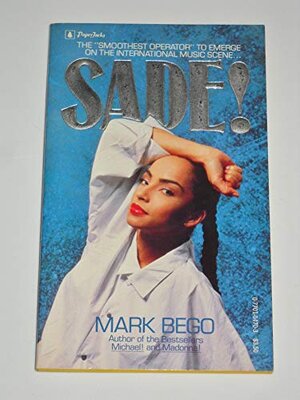 PaperJacks
THE "SMOOTHEST OPERATOR" TO EMERGE
ON THE INTERNATIONAL MUSIC SCENE...
SADE!
MARK BEGO
Author of the Bestsellers
Michael! and Madonna!